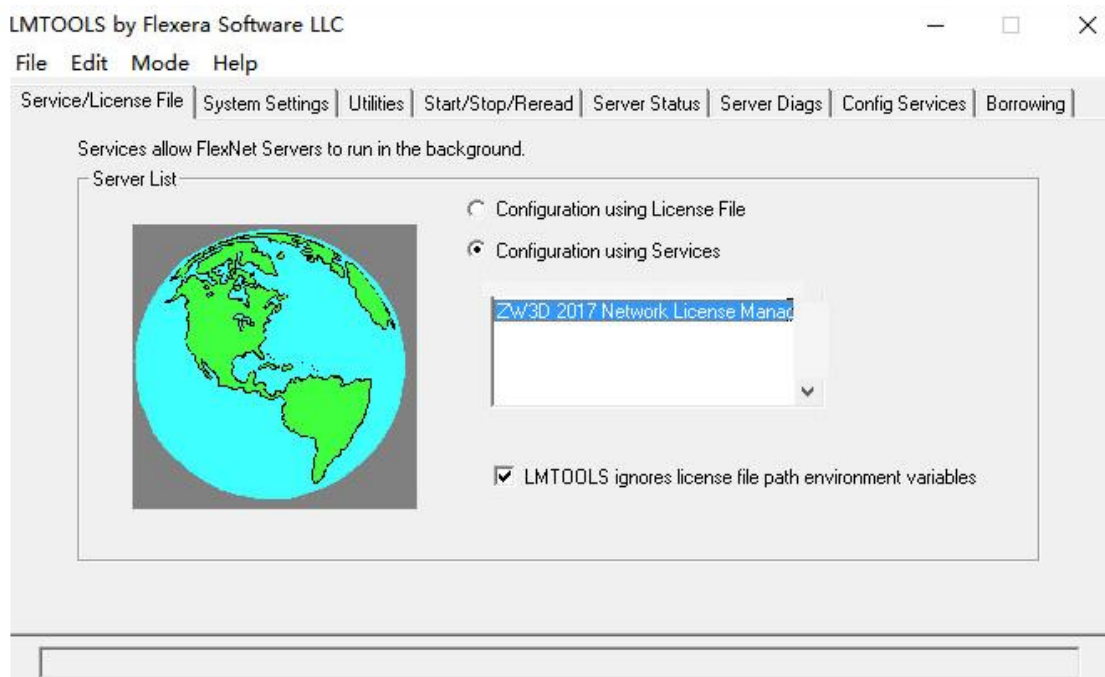 LMTOOLS by Flexera Software LLC
File Edit Mode Help
Service/License File System Settings Utilities Start/Stop/Reread Server Status Server Diags Config Services Borrowing
Services allow FlexNet Servers to run in the background.
Server List
Configuration using License File
Configuration using Services
ZW3D 2017 Network License Manag
LMTOOLS ignores license file path environment variables